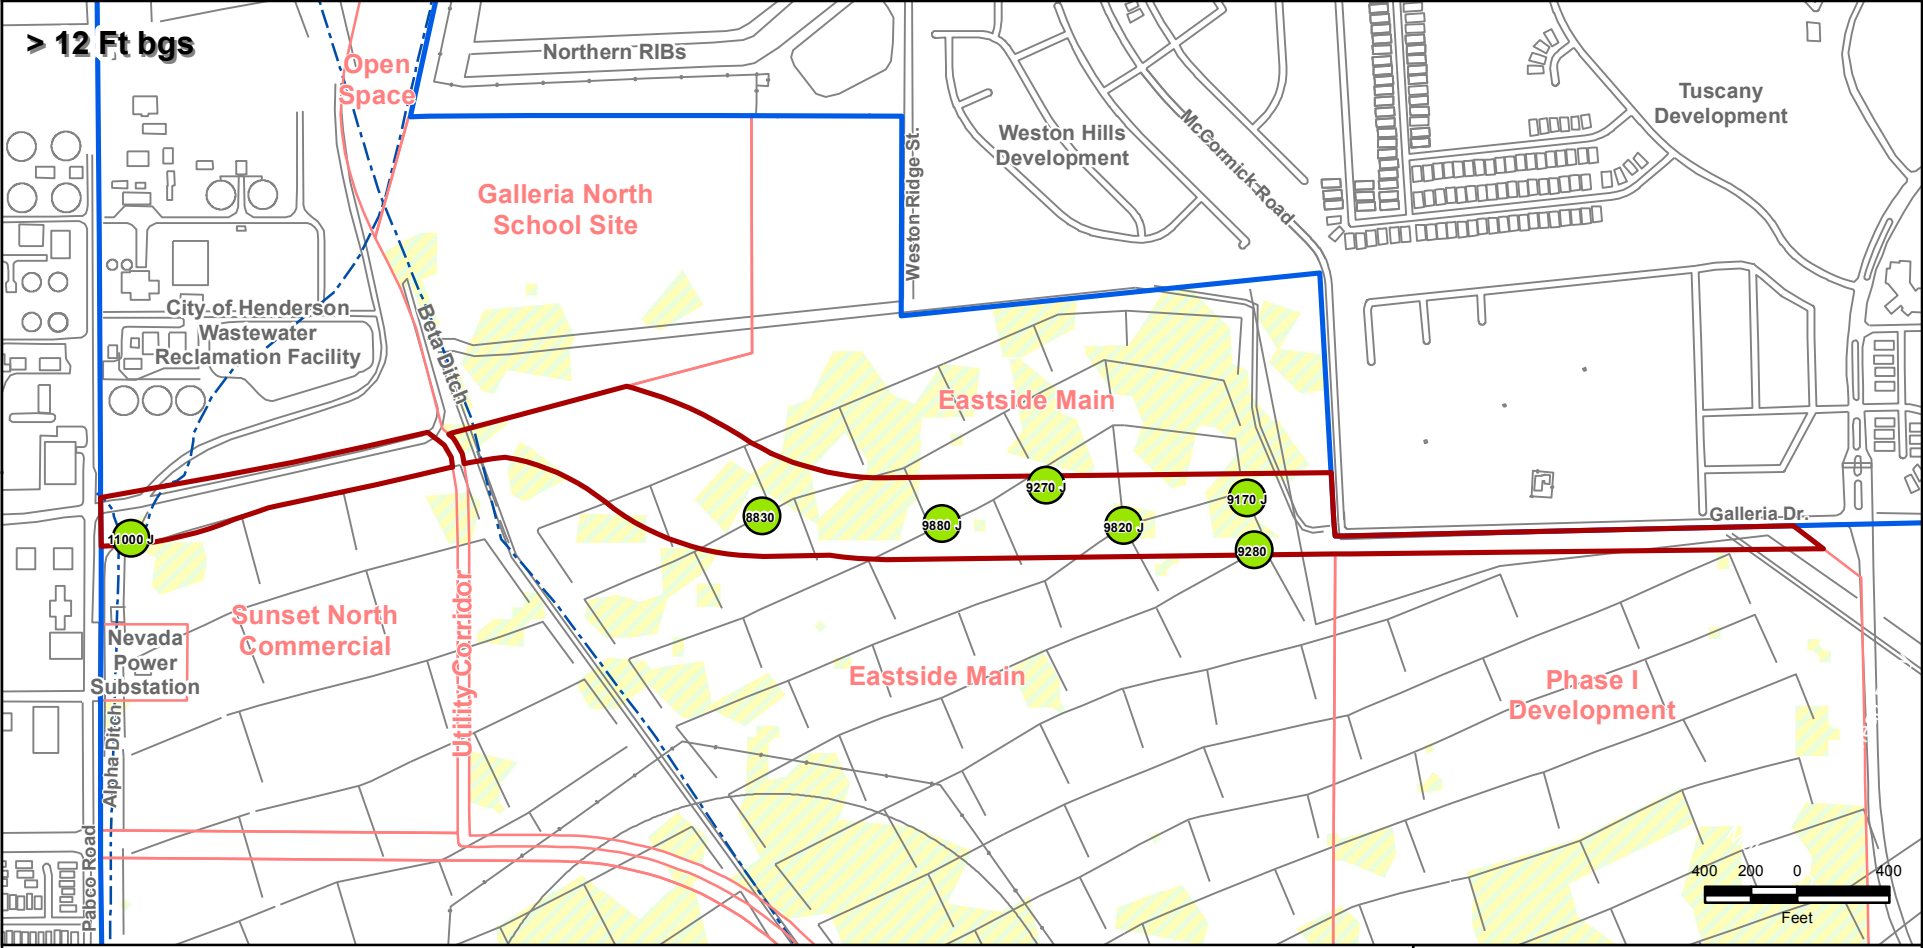 > 12 Ft bgs
Open
Space
Northern RIBs
Tuscany
Development
Weston Hills
Development
McCormick Road
Weston Ridge St.
Galleria North
School Site
City of Henderson
Wastewater
Reclamation Facility
Beta Ditch
Eastside Main
9270 J
9170 J
8830
9880 J
9820 J
9280
11000 J
Galleria Dr.
Sunset North
Commercial
Nevada
Power
Substation
Utility Corridor
Eastside Main
Phase I
Development
Alpha Ditch
Pabco Road
400 200 0 400
Feet